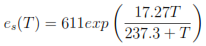 e_s(T) = 611exp(17.27T / 237.3 + T)